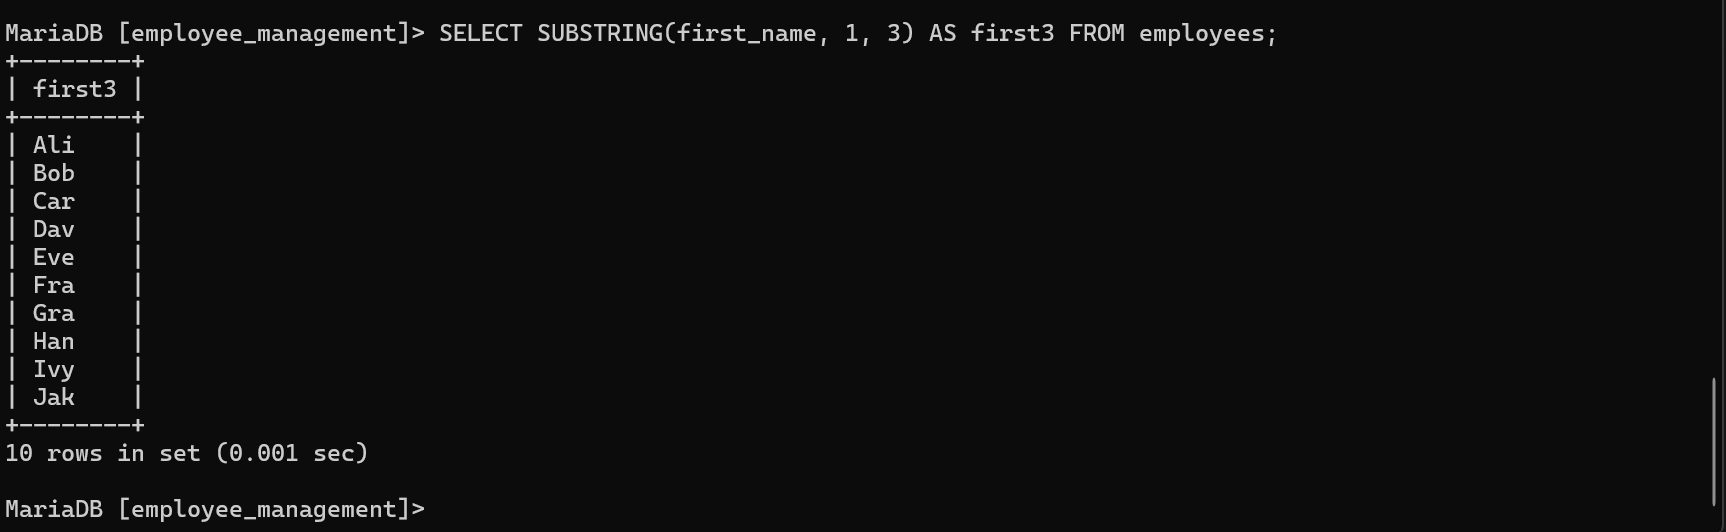 MariaDB [employee_management]> SELECT SUBSTRING(first_name, 1, 3) AS first3 FROM employees;
+--------+
| first3 |
+--------+
| Ali    |
| Bob    |
| Car    |
| Dav    |
| Eve    |
| Fra    |
| Gra    |
| Han    |
| Ivy    |
| Jak    |
+--------+
10 rows in set (0.001 sec)
MariaDB [employee_management]>